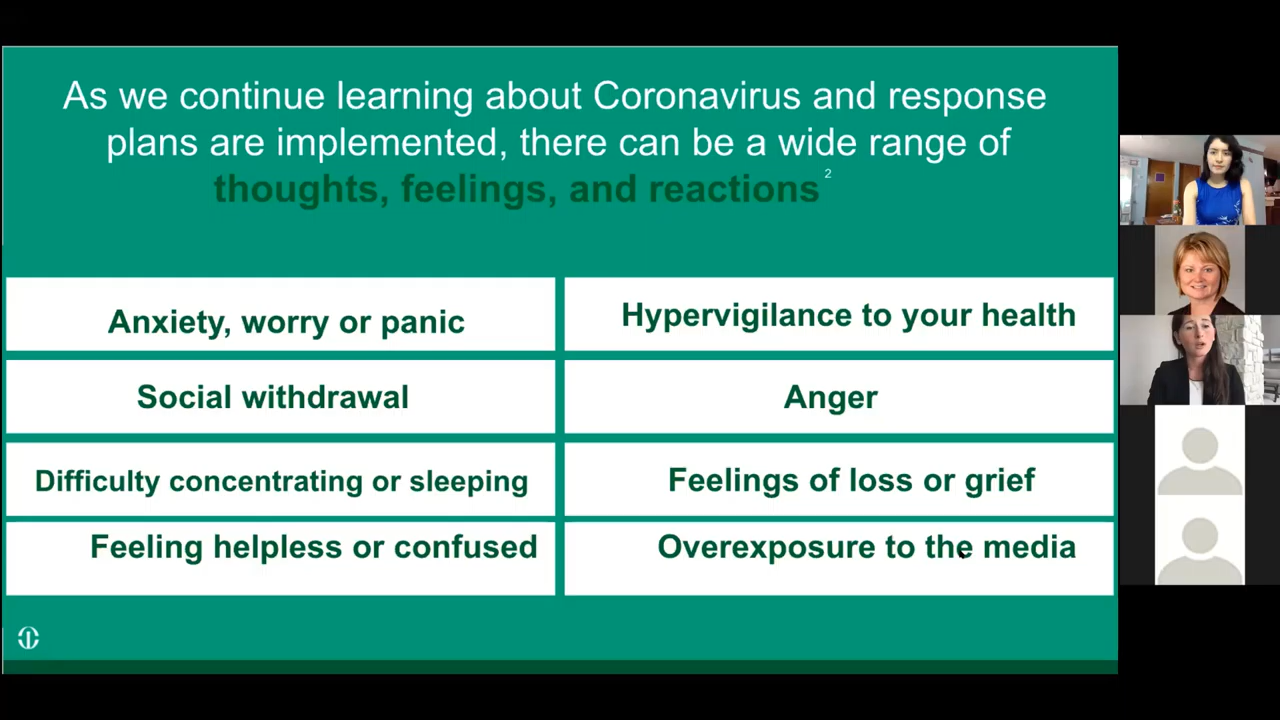 As we continue learning about Coronavirus and response
plans are implemented, there can be a wide range of
thoughts, feelings, and reactions 2
Anxiety, worry or panic
Hypervigilance to your health
Social withdrawal
Anger
Difficulty concentrating or sleeping
Feelings of loss or grief
Feeling helpless or confused
Overexposure to the media